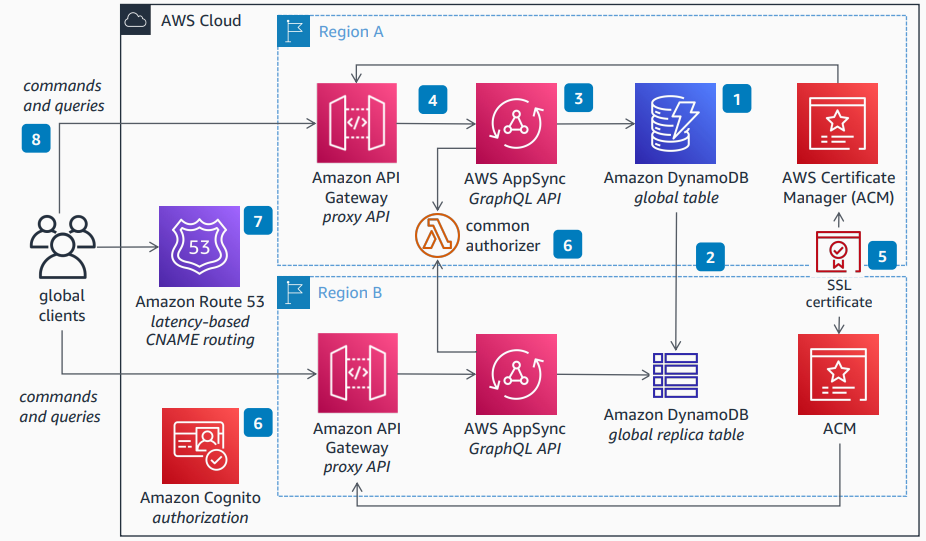 AWS Cloud
Region A
commands
and queries
8
4
3
1
Amazon API
Gateway
proxy API
AWS AppSync
GraphQL API
Amazon DynamoDB
global table
AWS Certificate
Manager (ACM)
7
53
common
authorizer
6
2
5
SSL
certificate
global
clients
Amazon Route 53
latency-based
CNAME routing
Region B
commands
and queries
6
Amazon API
Gateway
proxy API
AWS AppSync
GraphQL API
Amazon DynamoDB
global replica table
ACM
Amazon Cognito
authorization